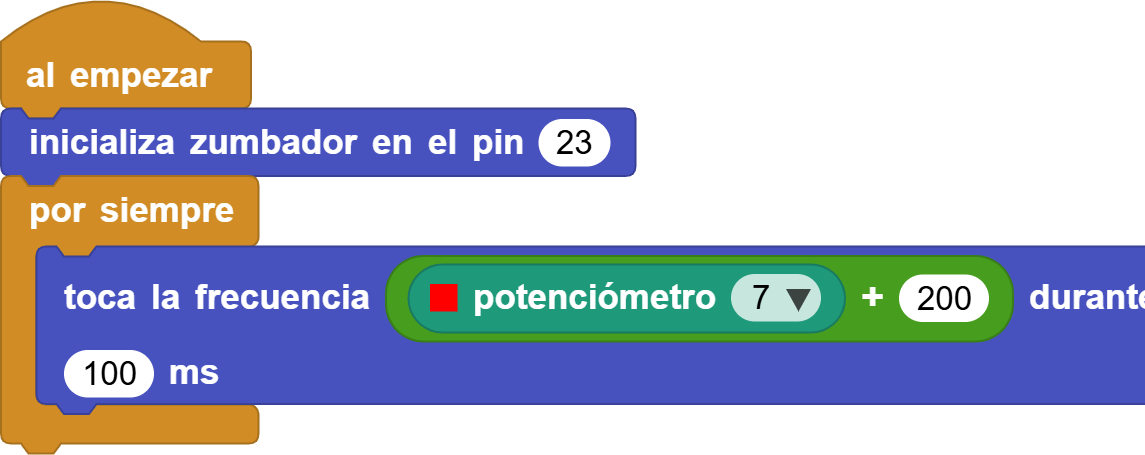 al empezar
inicializa zumbador en el pin 23
por siempre
toca la frecuencia potenciómetro 7 + 200 durante
100 ms